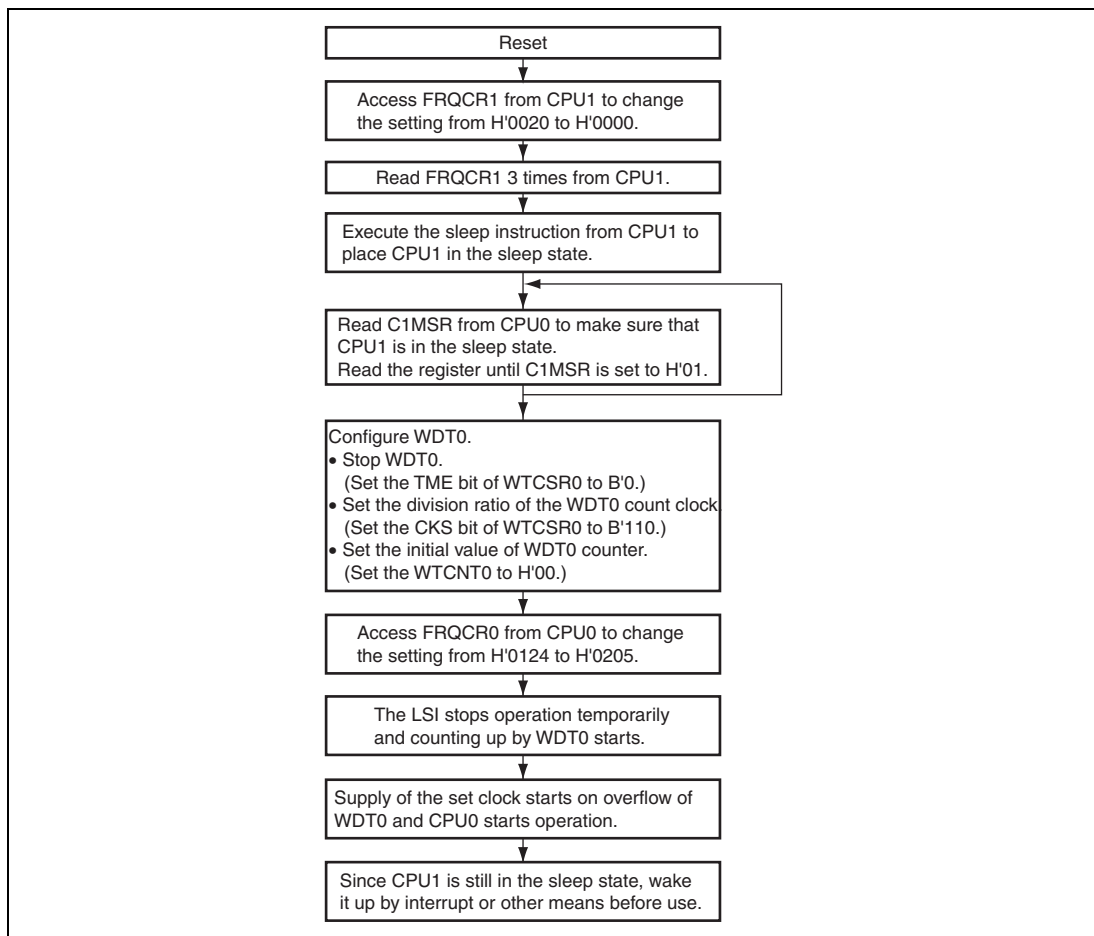 Reset
Access FRQCR1 from CPU1 to change
the setting from H'0020 to H'0000.
Read FRQCR1 3 times from CPU1.
Execute the sleep instruction from CPU1 to
place CPU1 in the sleep state.
Read C1MSR from CPU0 to make sure that
CPU1 is in the sleep state.
Read the register until C1MSR is set to H'01.
Configure WDT0.
• Stop WDT0.
(Set the TME bit of WTCSR0 to B'0.)
• Set the division ratio of the WDT0 count clock.
(Set the CKS bit of WTCSR0 to B'110.)
• Set the initial value of WDT0 counter.
(Set the WTCNT0 to H'00.)
Access FRQCR0 from CPU0 to change
the setting from H'0124 to H'0205.
The LSI stops operation temporarily
and counting up by WDT0 starts.
Supply of the set clock starts on overflow of
WDT0 and CPU0 starts operation.
Since CPU1 is still in the sleep state, wake
it up by interrupt or other means before use.